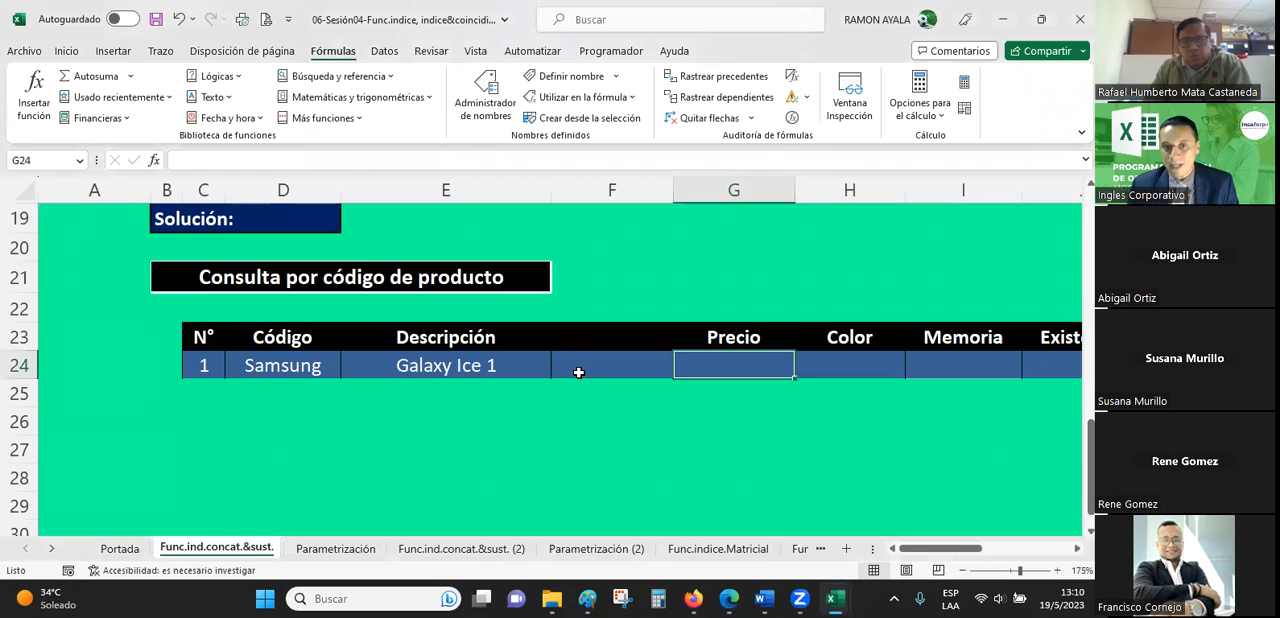 Autoguardado
06-Sesión04-Func.indice, indice&coincidi...
Buscar
RAMON AYALA
Archivo Inicio Insertar Trazo Disposición de página Fórmulas Datos Revisar Vista Automatizar Programador Ayuda
Comentarios
Compartir
Insertar función
Autosuma
Usado recientemente
Financieras
Lógicas
Texto
Fecha y hora
Búsqueda y referencia
Matemáticas y trigonométricas
Más funciones
Biblioteca de funciones
Administrador de nombres
Definir nombre
Utilizar en la fórmula
Crear desde la selección
Nombres definidos
Rastrear precedentes
Rastrear dependientes
Quitar flechas
Auditoría de fórmulas
Ventana Inspección
Opciones para el cálculo
Cálculo
G24
fx
A B C D E F G H I
19 Solución:
20
21 Consulta por código de producto
22
23 N° Código Descripción Precio Color Memoria Existe
24 1 Samsung Galaxy Ice 1
25
26
27
28
29
30
Portada Func.ind.concat.&sust. Parametrización Func.ind.concat.&sust. (2) Parametrización (2) Func.indice.Matricial Fur ...
Listo
Accesibilidad: es necesario investigar
175%
34°C
Soleado
Buscar
ESP
LAA
13:10
19/5/2023
Rafael Humberto Mata Castaneda
Insaforp
PROGRAMA
DE O
Ingles Corporativo
Abigail Ortiz
Abigail Ortiz
Susana Murillo
Susana Murillo
Rene Gomez
Rene Gomez
Francisco Cornejo